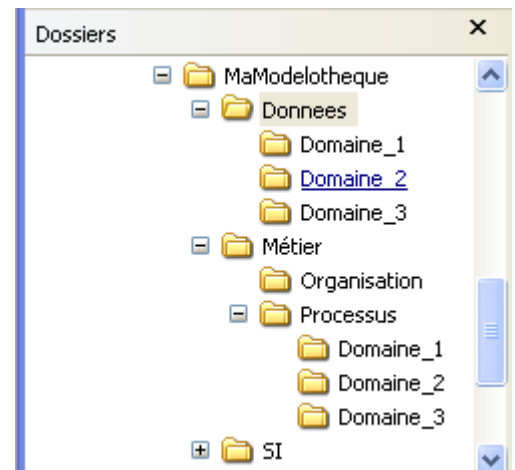 Dossiers
MaModelotheque
Donnees
Domaine_1
Domaine_2
Domaine_3
Métier
Organisation
Processus
Domaine_1
Domaine_2
Domaine_3
SI